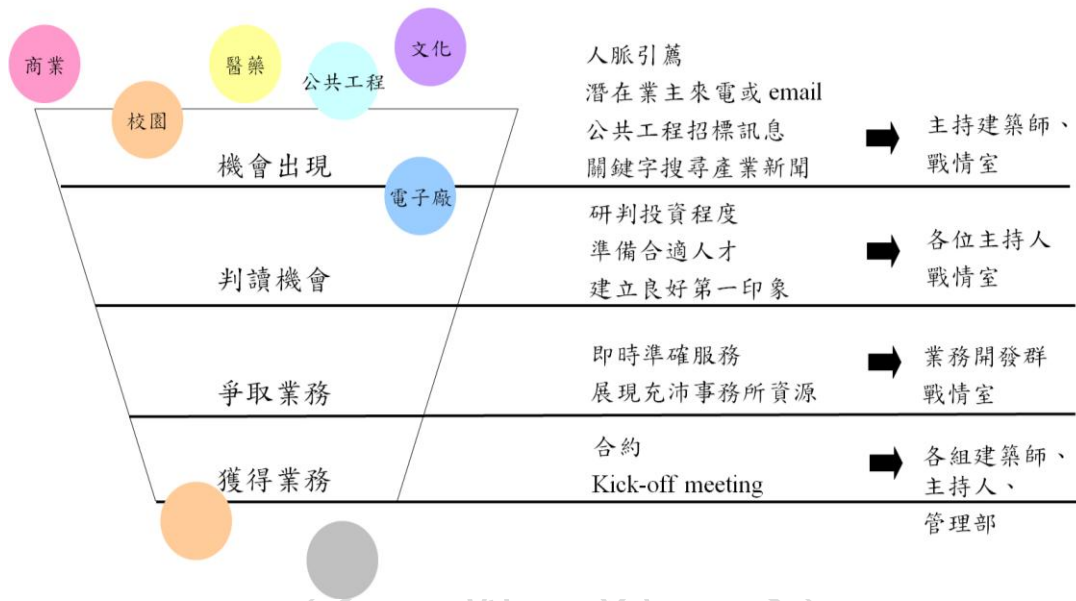 商業
醫藥
公共工程
文化
校園
電子廠
機會出現
人脈引薦
潛在業主來電或 email
公共工程招標訊息
關鍵字搜尋產業新聞
主持建築師、
戰情室
判讀機會
研判投資程度
準備合適人才
建立良好第一印象
各位主持人
戰情室
爭取業務
即時準確服務
展現充沛事務所資源
業務開發群
戰情室
獲得業務
合約
Kick-off meeting
各組建築師、
主持人、
管理部